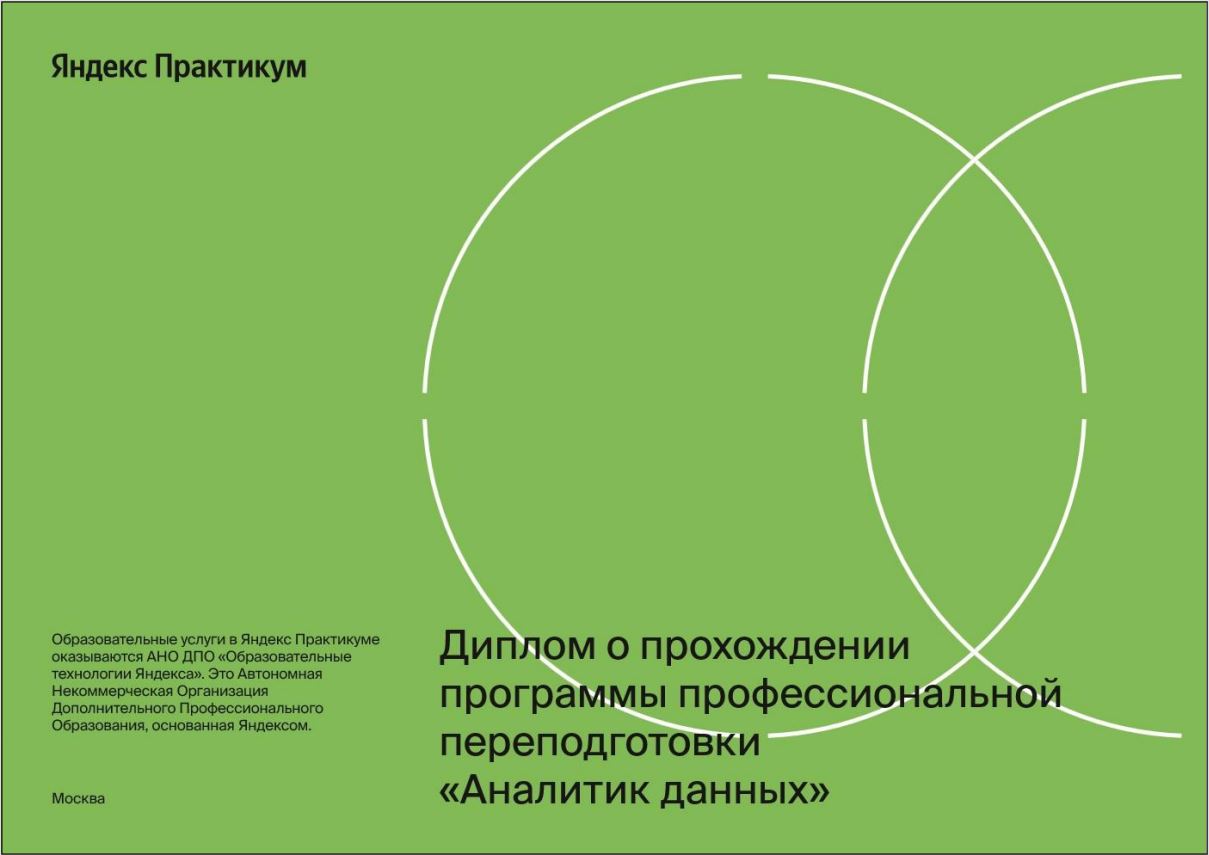 Яндекс Практикум
Образовательные услуги в Яндекс Практикуме
оказываются АНО ДПО «Образовательные
технологии Яндекса». Это Автономная
Некоммерческая Организация
Дополнительного Профессионального
Образования, основанная Яндексом.
Москва
Диплом о прохождении
программы профессиональной
переподготовки
«Аналитик данных»